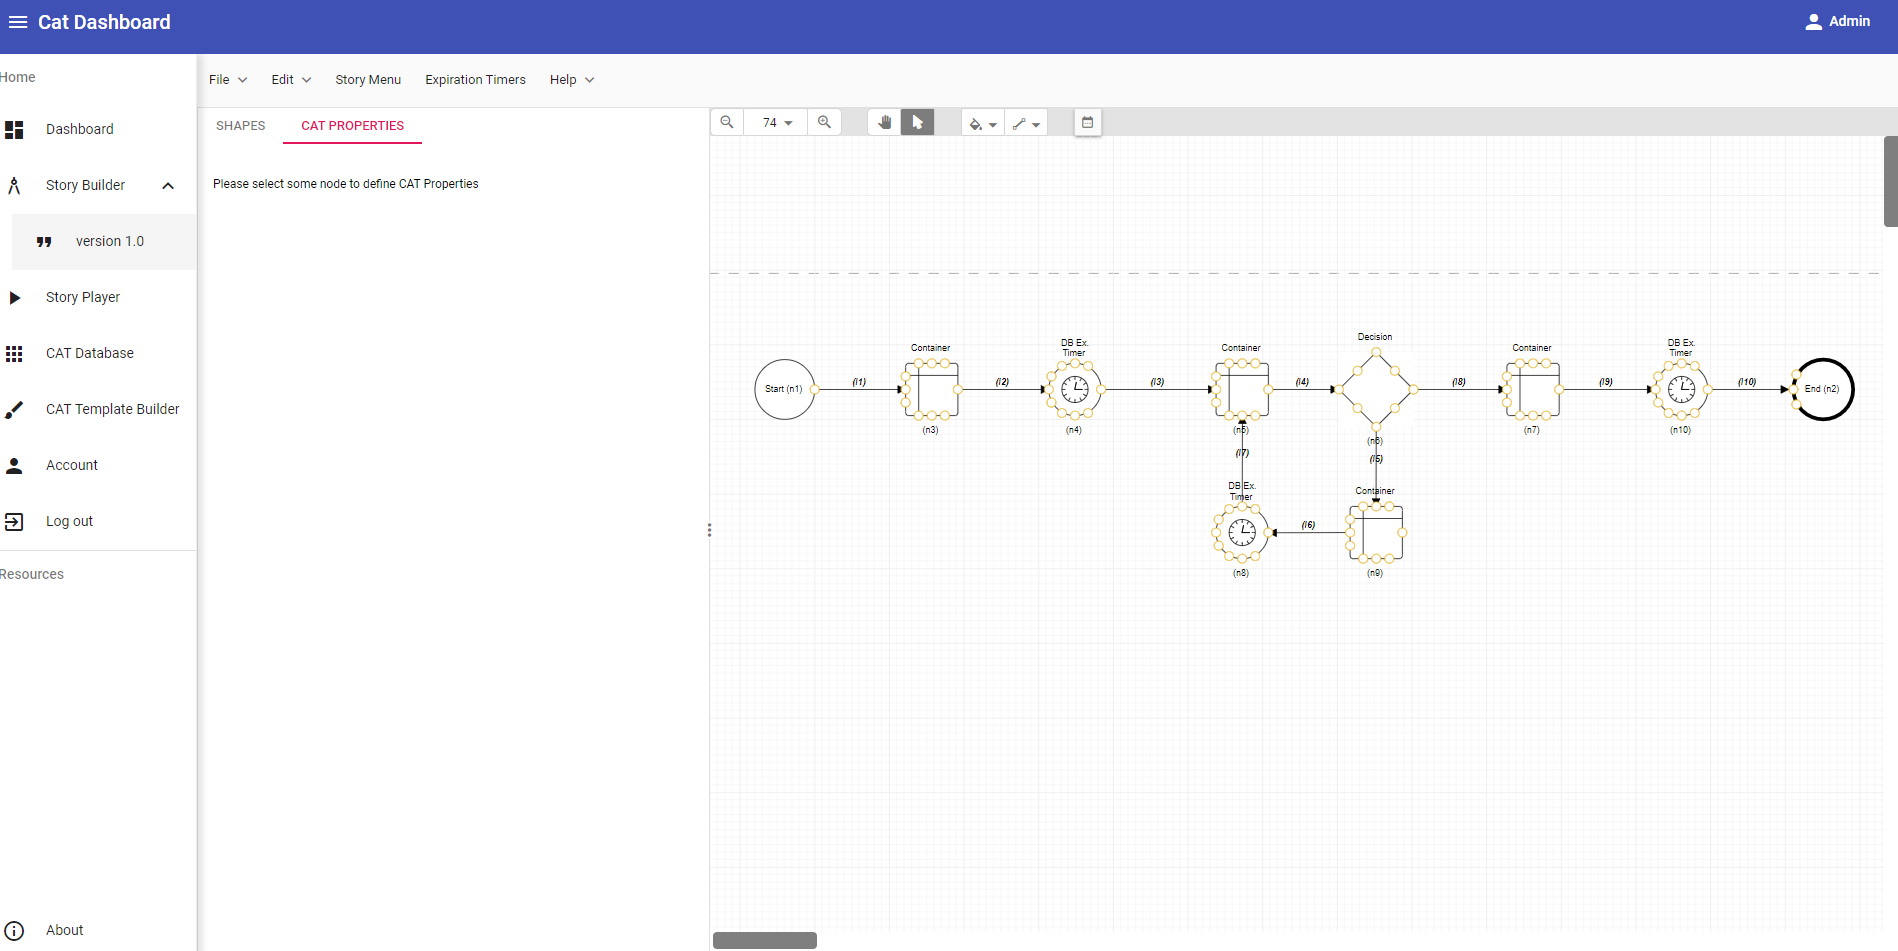 Cat Dashboard
Admin
Home
Dashboard
Story Builder
version 1.0
Story Player
CAT Database
CAT Template Builder
Account
Log out
Resources
About
File Edit Story Menu Expiration Timers Help
SHAPES CAT PROPERTIES
Please select some node to define CAT Properties
74
Start (n1)
(l1)
Container
(n3)
(l2)
DB Ex.
Timer
(n4)
(l3)
Container
(n5)
(l4)
Decision
(n6)
(l8)
Container
(n7)
(l9)
DB Ex.
Timer
(n10)
(l10)
End (n2)
(l7)
(l5)
DB Ex.
Timer
(n8)
(l6)
Container
(n9)